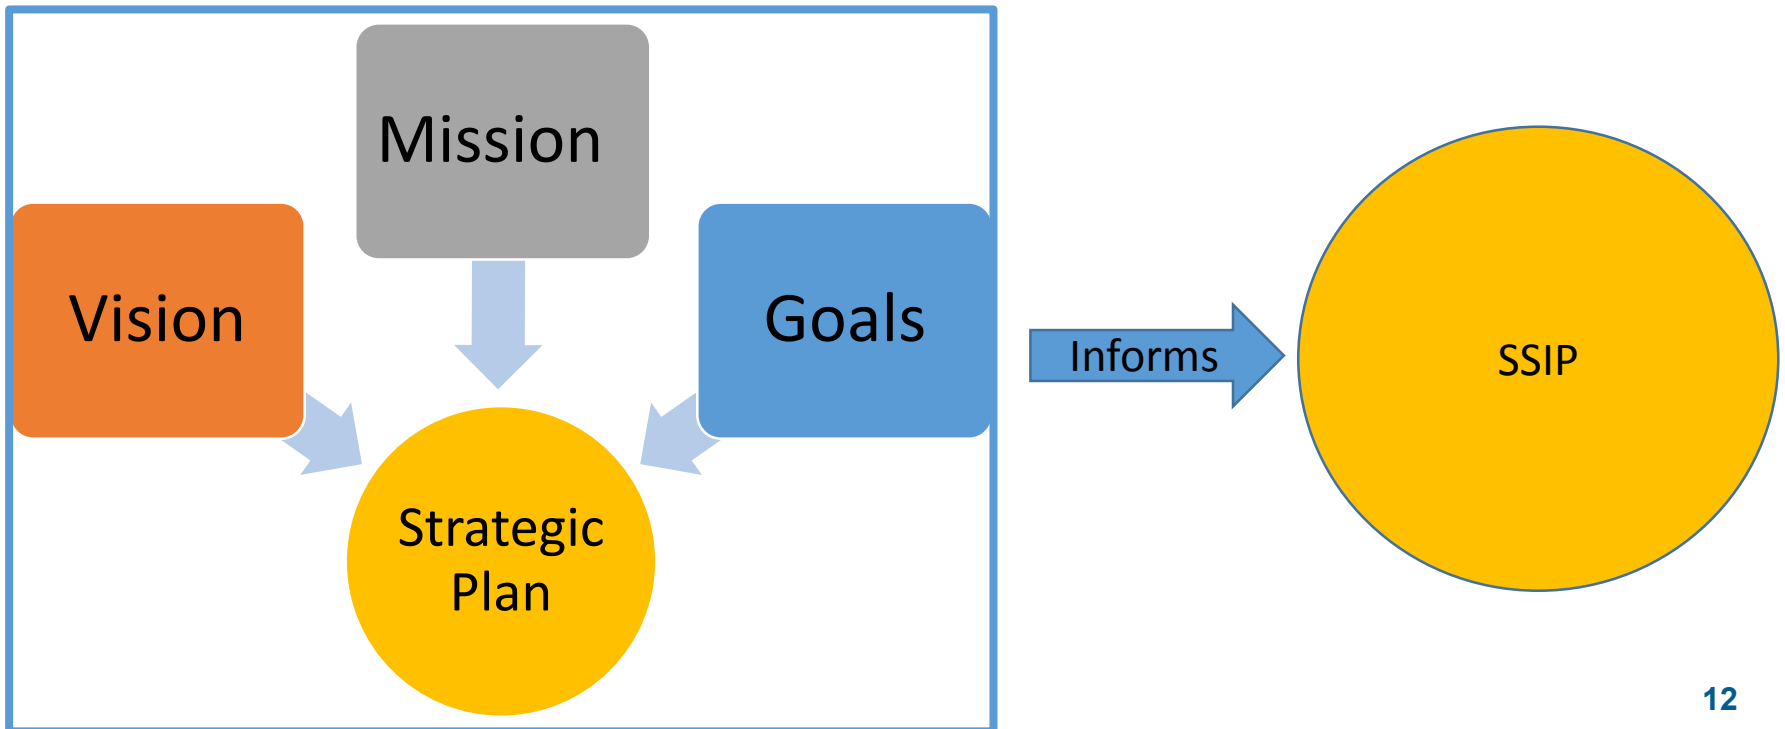 Mission
Vision
Goals
Strategic
Plan
Informs
SSIP
12